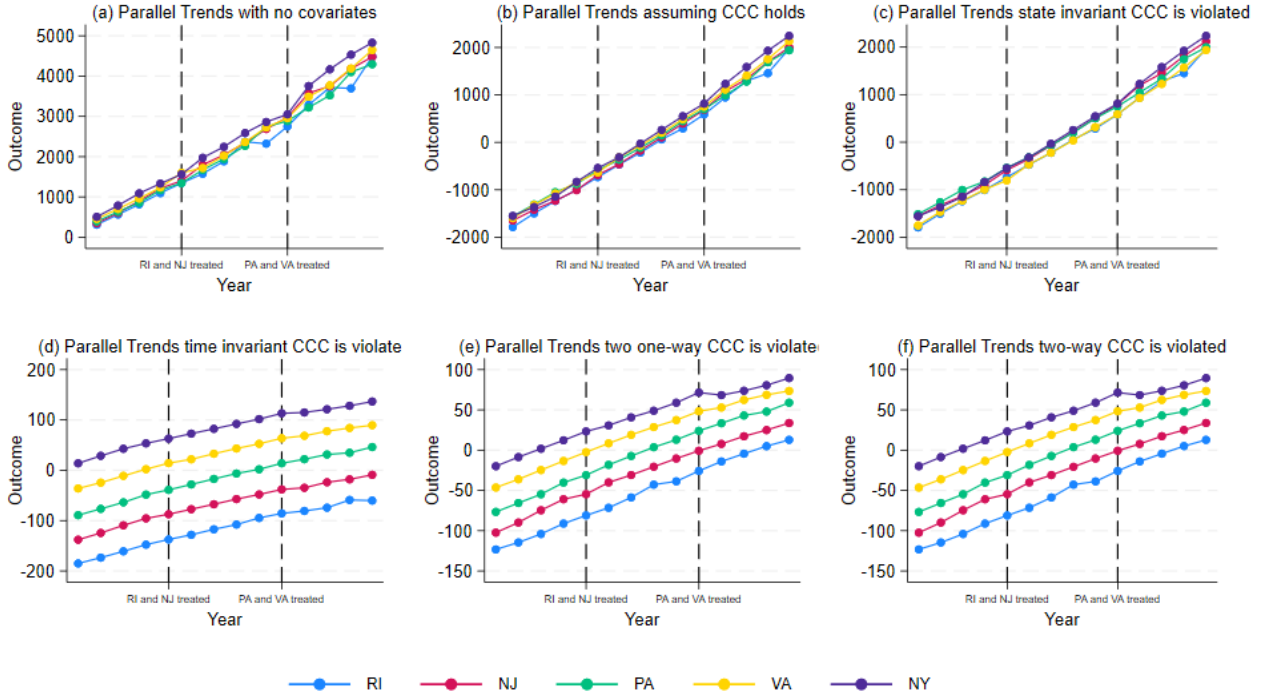 (a) Parallel Trends with no covariates
(b) Parallel Trends assuming CCC holds
(c) Parallel Trends state invariant CCC is violated
Outcome
5000
4000
3000
2000
1000
0
RI and NJ treated
PA and VA treated
Year
Outcome
2000
1000
0
-1000
-2000
RI and NJ treated
PA and VA treated
Year
Outcome
2000
1000
0
-1000
-2000
RI and NJ treated
PA and VA treated
Year
(d) Parallel Trends time invariant CCC is violate
(e) Parallel Trends two one-way CCC is violate
(f) Parallel Trends two-way CCC is violated
Outcome
200
100
0
-100
-200
RI and NJ treated
PA and VA treated
Year
Outcome
100
50
0
-50
-100
-150
RI and NJ treated
PA and VA treated
Year
Outcome
100
50
0
-50
-100
-150
RI and NJ treated
PA and VA treated
Year
RI
NJ
PA
VA
NY